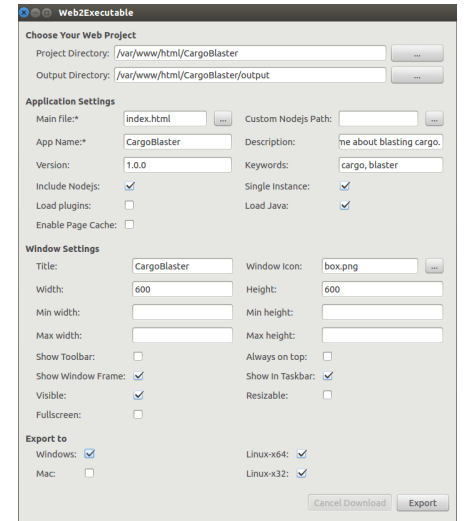 Web2Executable
Choose Your Web Project
Project Directory: /var/www/html/CargoBlaster ...
Output Directory: /var/www/html/CargoBlaster/output ...
Application Settings
Main file:* index.html ... Custom Nodejs Path: ...
App Name:* CargoBlaster Description: me about blasting cargo.
Version: 1.0.0 Keywords: cargo, blaster
Include Nodejs: Single Instance:
Load plugins: Load Java:
Enable Page Cache:
Window Settings
Title: CargoBlaster Window Icon: box.png ...
Width: 600 Height: 600
Min width: Min height:
Max width: Max height:
Show Toolbar: Always on top:
Show Window Frame: Show In Taskbar:
Visible: Resizable:
Fullscreen:
Export to
Windows: Linux-x64:
Mac: Linux-x32:
Cancel Download Export